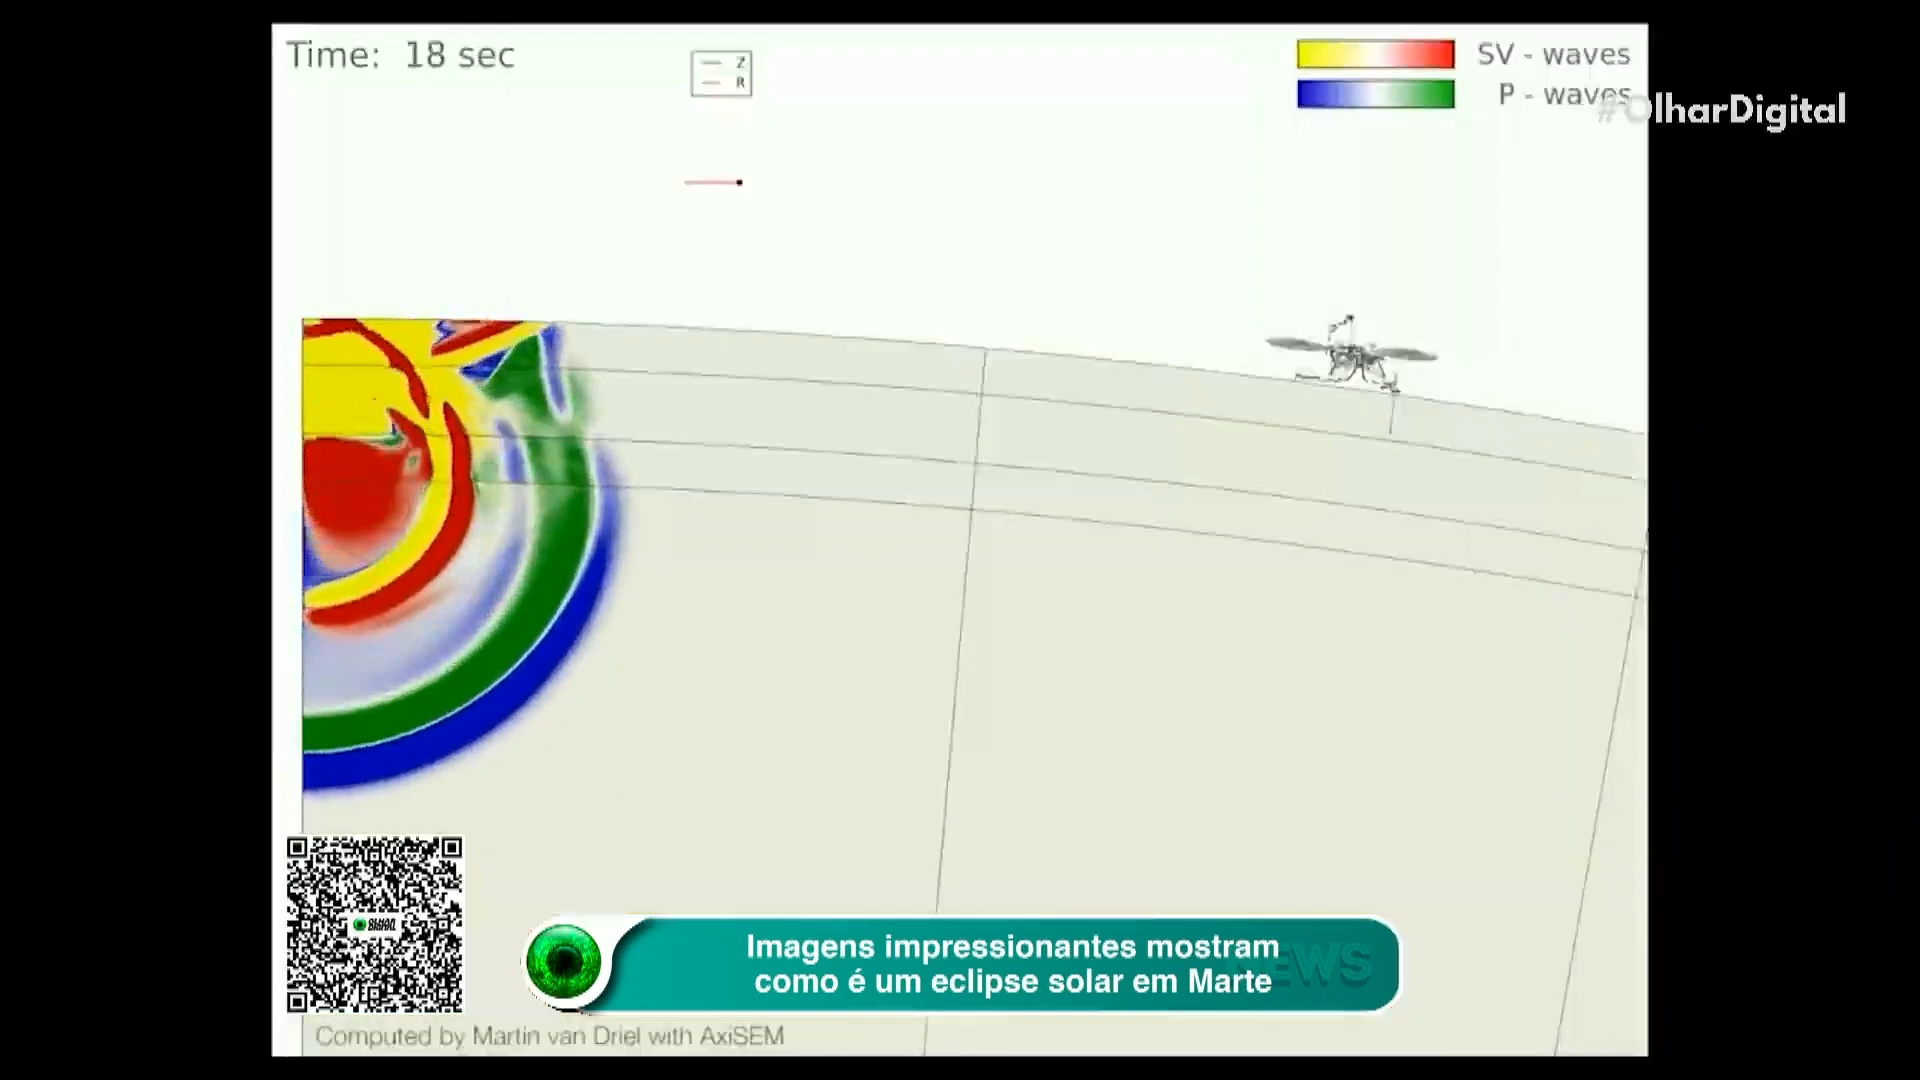 Time: 18 sec
Z
R
SV - waves
P - waves
#OlharDigital
Imagens impressionantes mostram
como é um eclipse solar em Marte
NEWS
Computed by Martin van Driel with AxiSEM